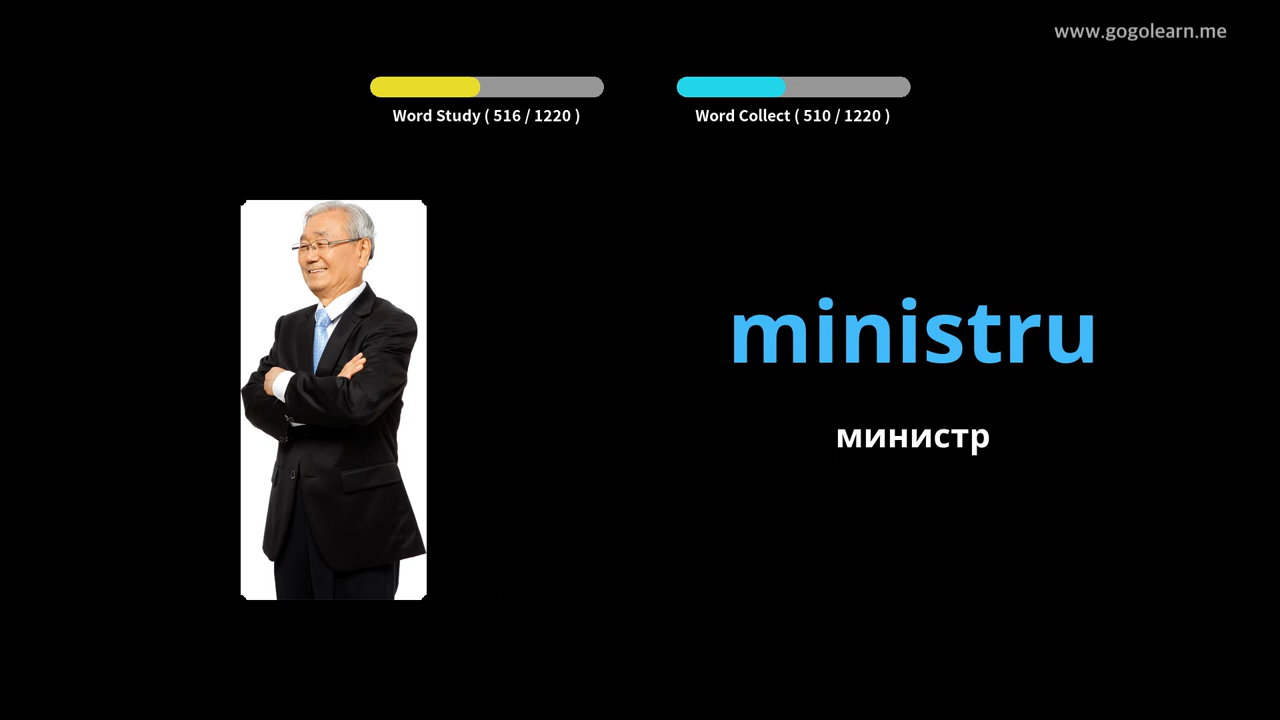 www.gogolearn.me
Word Study ( 516 / 1220 )
Word Collect ( 510 / 1220 )
ministru
министр